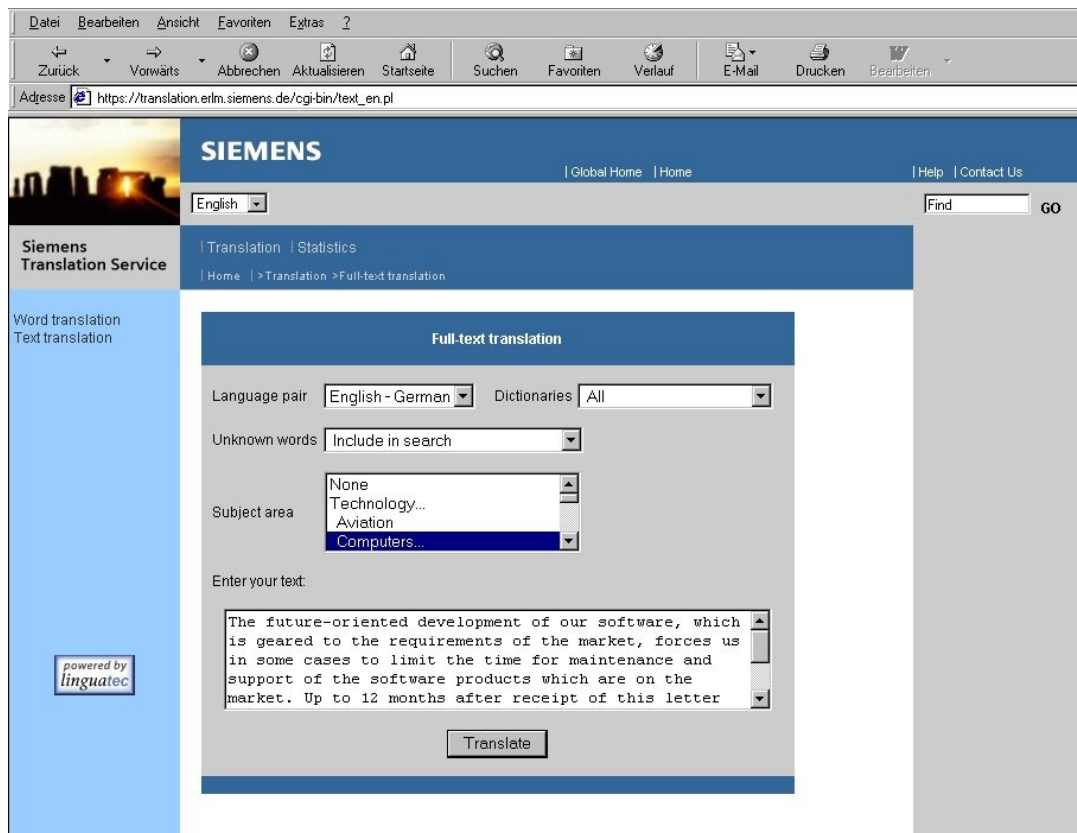 Datei Bearbeiten Ansicht Favoriten Extras ?
Zurück Vorwärts Abbrechen Aktualisieren Startseite Suchen Favoriten Verlauf E-Mail Drucken Bearbeiten
Adresse https://translation.erlm.siemens.de/cgi-bin/text_en.pl
SIEMENS
| Global Home | Home | Help | Contact Us
English Find GO
Siemens
Translation Service
| Translation | Statistics
| Home | >Translation >Full-text translation
Word translation
Text translation
Full-text translation
Language pair English - German Dictionaries All
Unknown words Include in search
Subject area
None
Technology...
Aviation
Computers...
Enter your text:
The future-oriented development of our software, which
is geared to the requirements of the market, forces us
in some cases to limit the time for maintenance and
support of the software products which are on the
market. Up to 12 months after receipt of this letter
powered by
linguatec
Translate